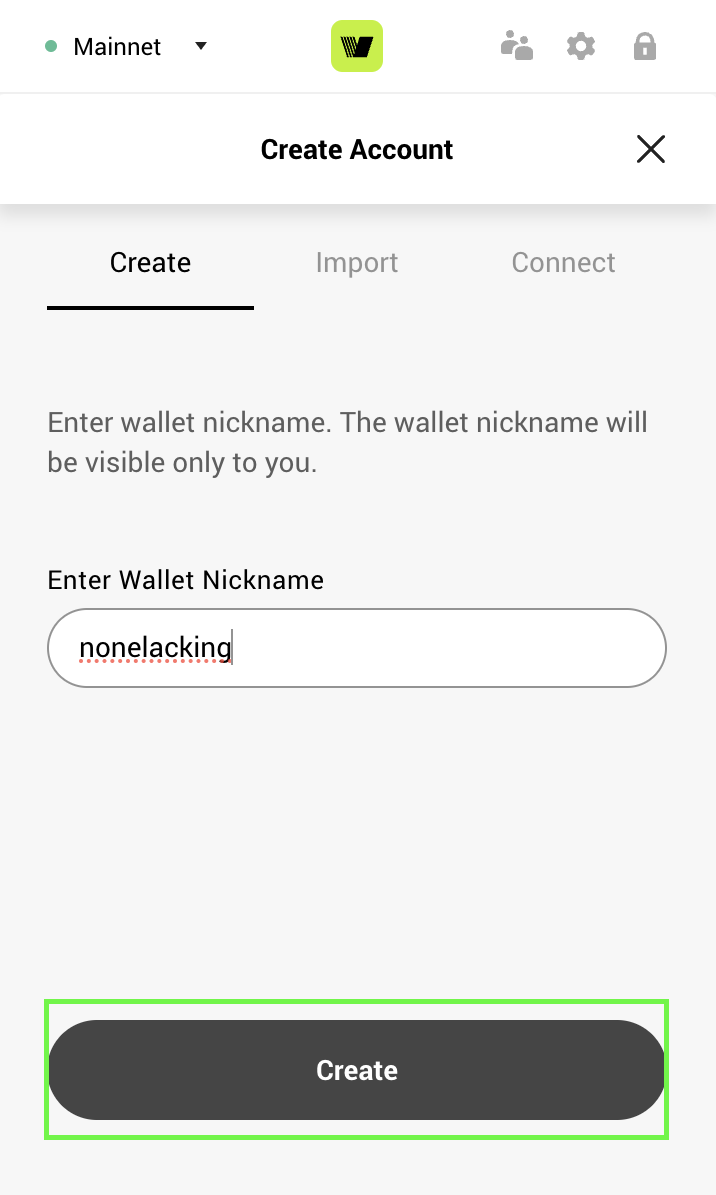 Mainnet
Create Account
Create Import Connect
Enter wallet nickname. The wallet nickname will
be visible only to you.
Enter Wallet Nickname
nonelacking
Create